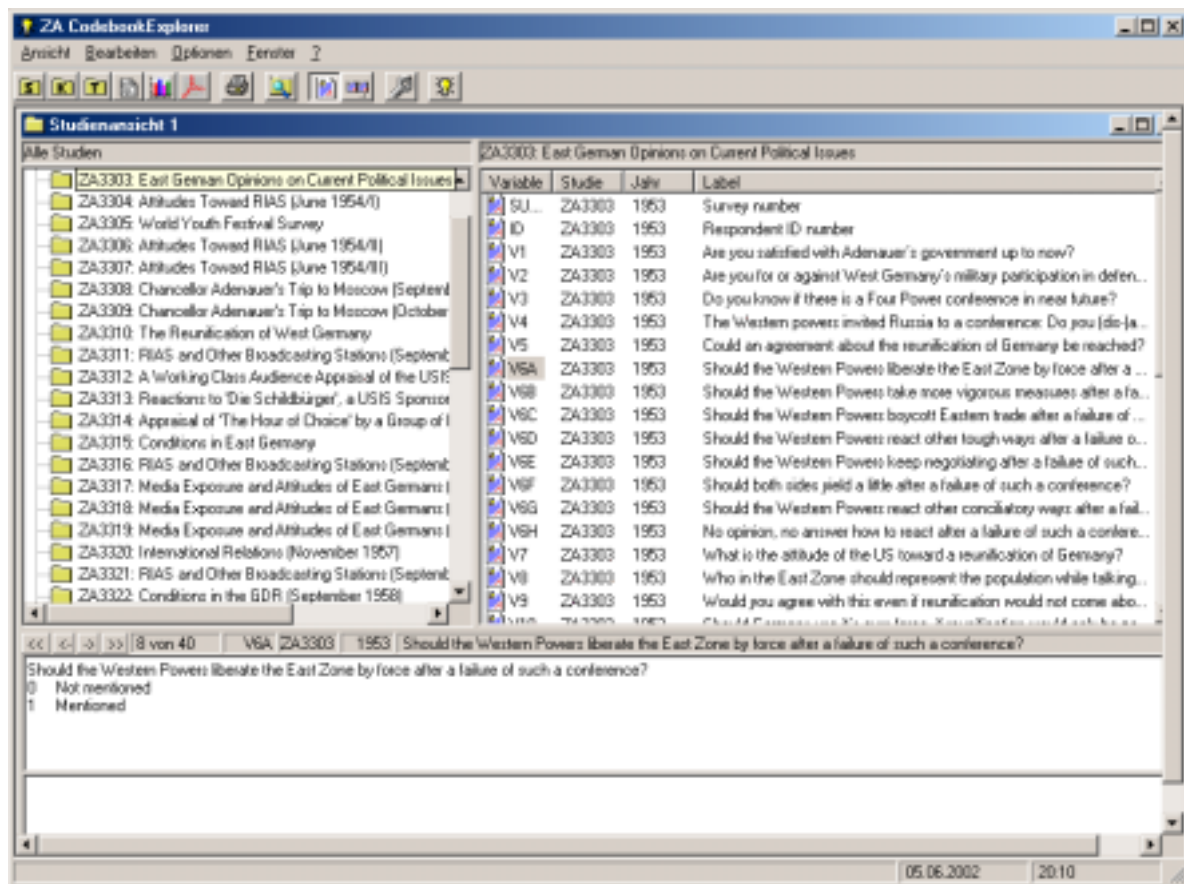 ZA CodebookExplorer
Ansicht Bearbeiten Optionen Fenster ?
S K T
Studienansicht 1
Alle Studien
ZA3303: East German Opinions on Current Political Issues
ZA3304: Attitudes Toward RIAS (June 1954/I)
ZA3305: World Youth Festival Survey
ZA3306: Attitudes Toward RIAS (June 1954/II)
ZA3307: Attitudes Toward RIAS (June 1954/III)
ZA3308: Chancellor Adenauer's Trip to Moscow (Septemb
ZA3309: Chancellor Adenauer's Trip to Moscow (October
ZA3310: The Reunification of West Germany
ZA3311: RIAS and Other Broadcasting Stations (Septemb
ZA3312: A Working Class Audience Appraisal of the USIS
ZA3313: Reactions to 'Die Schildbürger', a USIS Sponsor
ZA3314: Appraisal of 'The Hour of Choice' by a Group of
ZA3315: Conditions in East Germany
ZA3316: RIAS and Other Broadcasting Stations (Septemb
ZA3317: Media Exposure and Attitudes of East Germans (
ZA3318: Media Exposure and Attitudes of East Germans (
ZA3319: Media Exposure and Attitudes of East Germans (
ZA3320: International Relations (November 1957)
ZA3321: RIAS and Other Broadcasting Stations (Septemb
ZA3322: Conditions in the GDR (September 1958)
ZA3303: East German Opinions on Current Political Issues
Variable Studie Jahr Label
SU... ZA3303 1953 Survey number
ID ZA3303 1953 Respondent ID number
V1 ZA3303 1953 Are you satisfied with Adenauer's government up to now?
V2 ZA3303 1953 Are you for or against West Germany's military participation in defen...
V3 ZA3303 1953 Do you know if there is a Four Power conference in near future?
V4 ZA3303 1953 The Western powers invited Russia to a conference: Do you (dis-)a...
V5 ZA3303 1953 Could an agreement about the reunification of Germany be reached?
V6A ZA3303 1953 Should the Western Powers liberate the East Zone by force after a ...
V6B ZA3303 1953 Should the Western Powers take more vigorous measures after a fa...
V6C ZA3303 1953 Should the Western Powers boycott Eastern trade after a failure of ...
V6D ZA3303 1953 Should the Western Powers react other tough ways after a failure o...
V6E ZA3303 1953 Should the Western Powers keep negotiating after a failure of such...
V6F ZA3303 1953 Should both sides yield a little after a failure of such a conference?
V6G ZA3303 1953 Should the Western Powers react other conciliatory ways after a fail...
V6H ZA3303 1953 No opinion, no answer how to react after a failure of such a confere...
V7 ZA3303 1953 What is the attitude of the US toward a reunification of Germany?
V8 ZA3303 1953 Who in the East Zone should represent the population while talking...
V9 ZA3303 1953 Would you agree with this even if reunification would not come abo...
<< <- -> >> 8 von 40 V6A ZA3303 1953 Should the Western Powers liberate the East Zone by force after a failure of such a conference?
Should the Western Powers liberate the East Zone by force after a failure of such a conference?
0 Not mentioned
1 Mentioned
05.06.2002 20:10